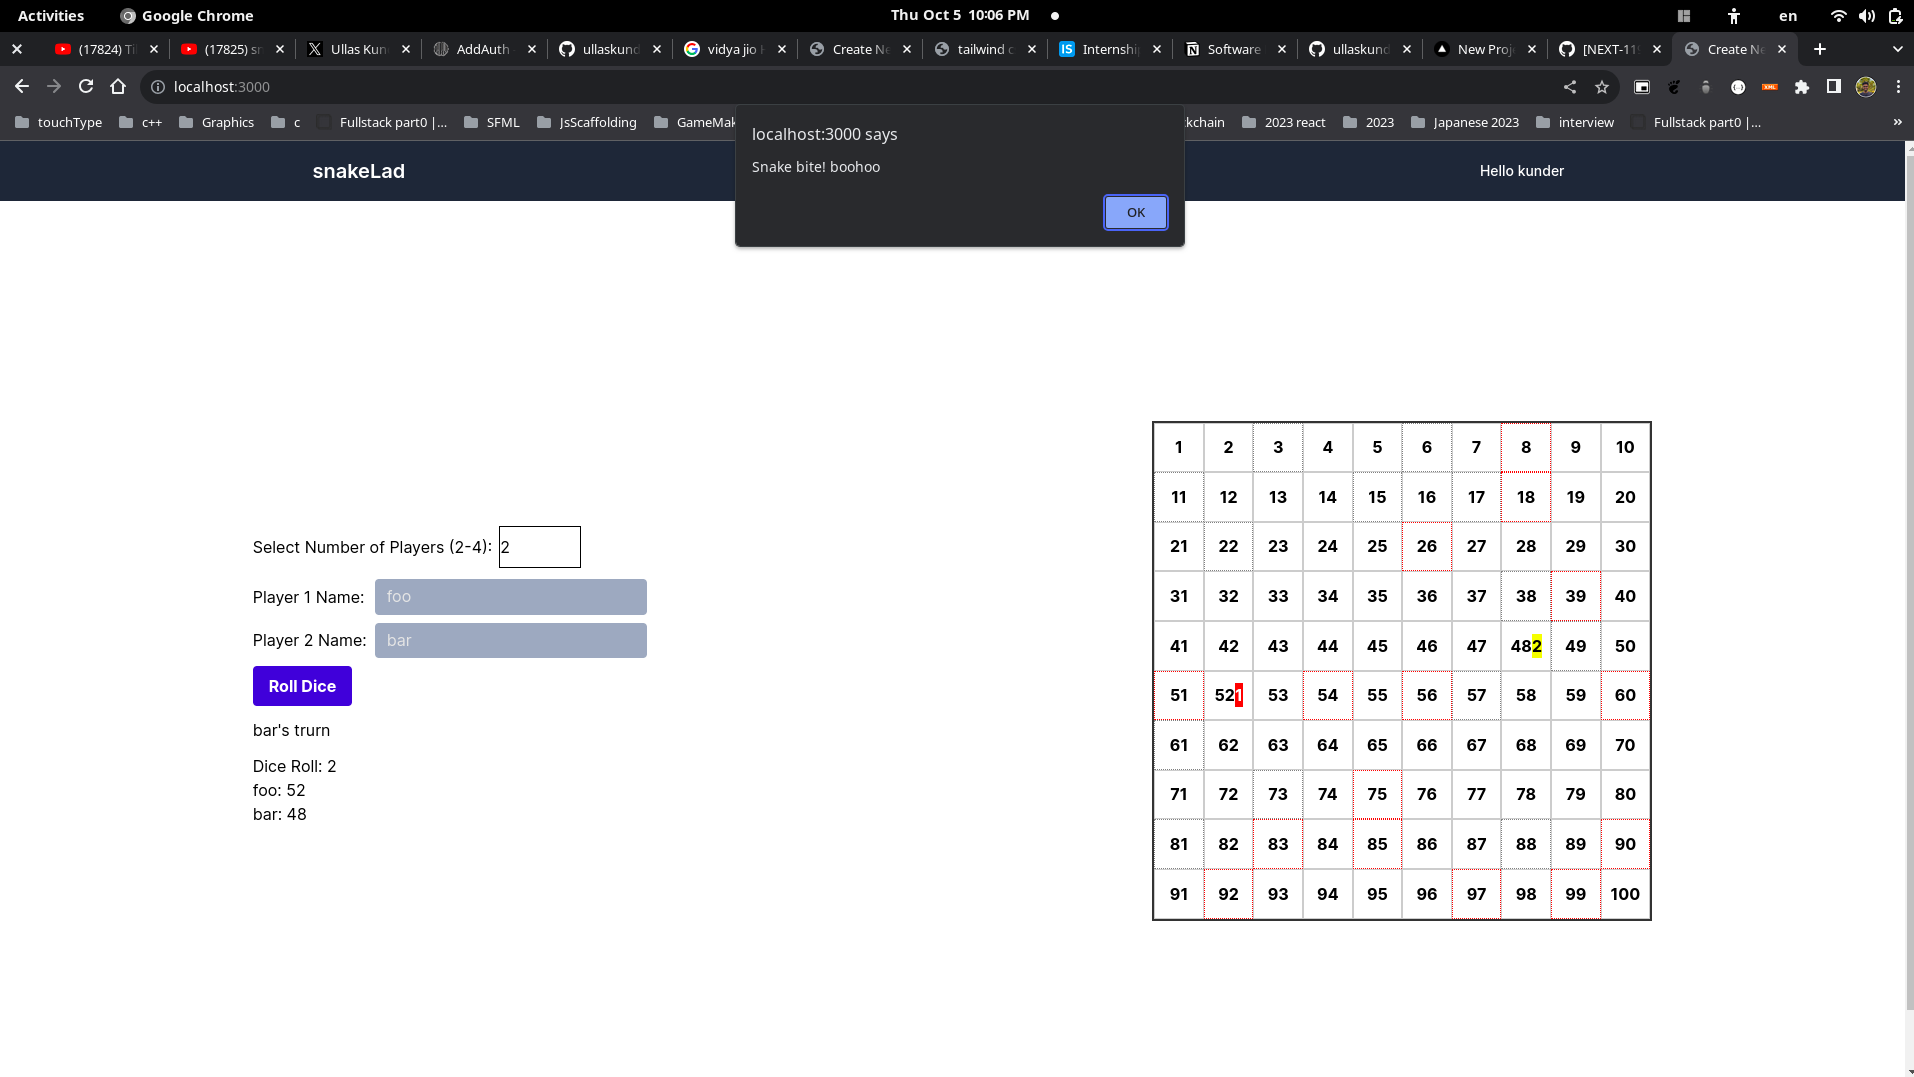 Activities Google Chrome Thu Oct 5 10:06 PM en
(17824) Ti (17825) sr Ullas Kun AddAuth ullaskund vidya jio Create Ne tailwind c Internship Software ullaskund New Proj [NEXT-11 Create Ne
localhost:3000
touchType c++ Graphics c Fullstack part0 |... SFML JsScaffolding GameMak kchain 2023 react 2023 Japanese 2023 interview Fullstack part0 |... »
localhost:3000 says
Snake bite! boohoo
OK
snakeLad Hello kunder
Select Number of Players (2-4): 2
Player 1 Name: foo
Player 2 Name: bar
Roll Dice
bar's trurn
Dice Roll: 2
foo: 52
bar: 48
1 2 3 4 5 6 7 8 9 10
11 12 13 14 15 16 17 18 19 20
21 22 23 24 25 26 27 28 29 30
31 32 33 34 35 36 37 38 39 40
41 42 43 44 45 46 47 482 49 50
51 521 53 54 55 56 57 58 59 60
61 62 63 64 65 66 67 68 69 70
71 72 73 74 75 76 77 78 79 80
81 82 83 84 85 86 87 88 89 90
91 92 93 94 95 96 97 98 99 100